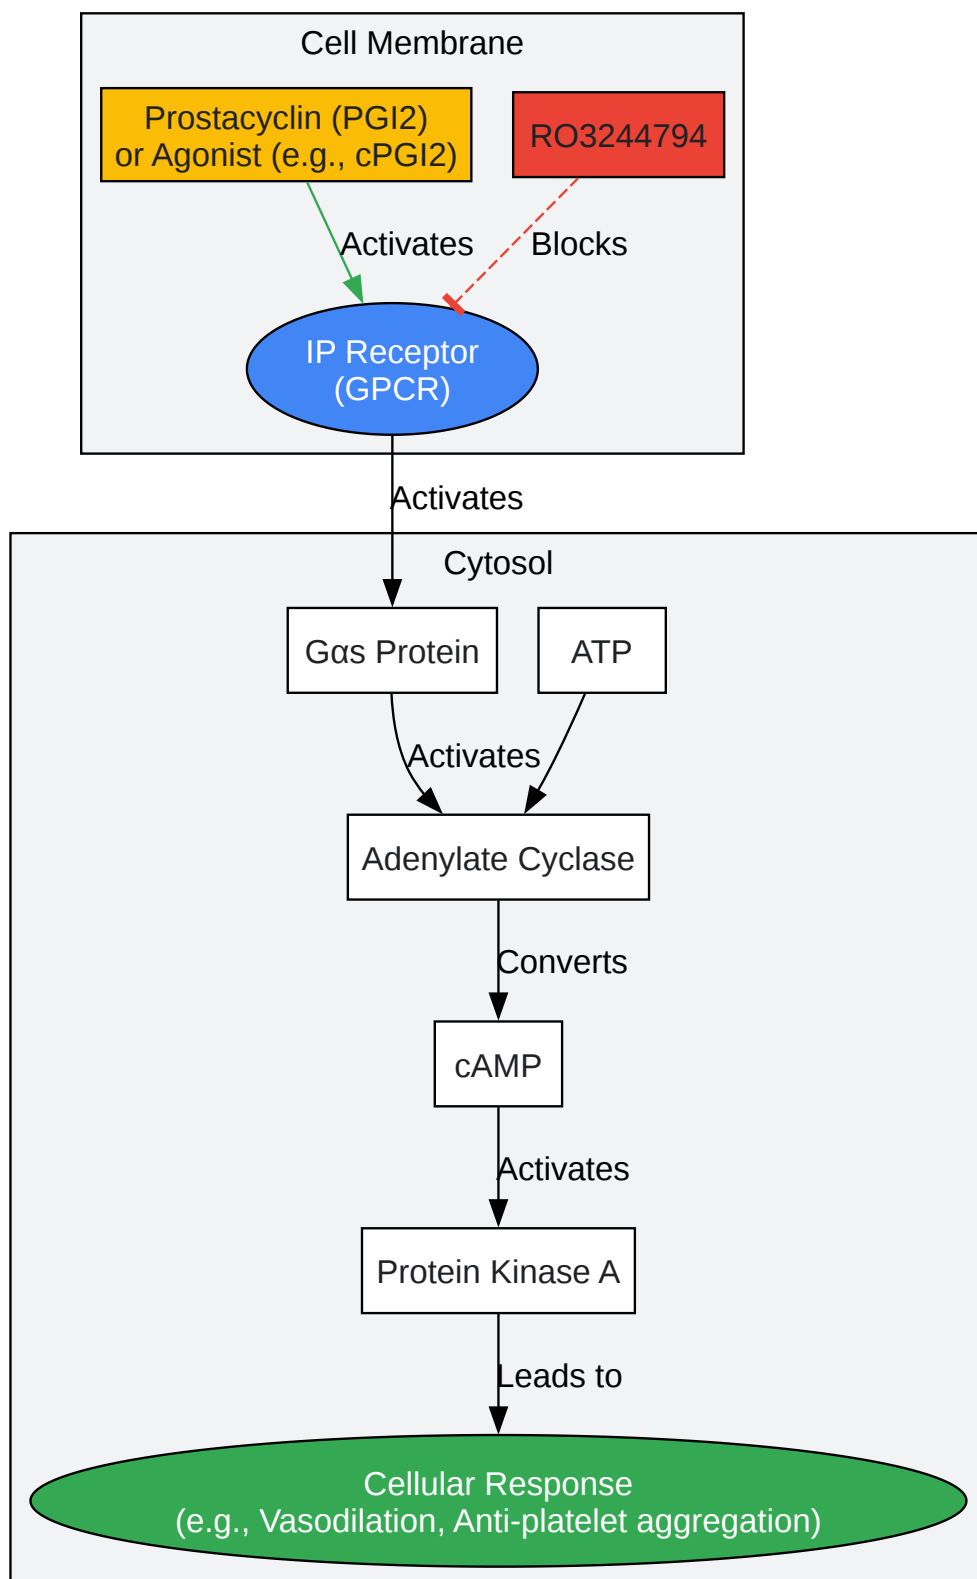 Cell Membrane
Prostacyclin (PGI2)
or Agonist (e.g., cPGI2)
RO3244794
Activates
Blocks
IP Receptor
(GPCR)
Activates
Cytosol
Gαs Protein
ATP
Activates
Adenylate Cyclase
Converts
cAMP
Activates
Protein Kinase A
Leads to
Cellular Response
(e.g., Vasodilation, Anti-platelet aggregation)